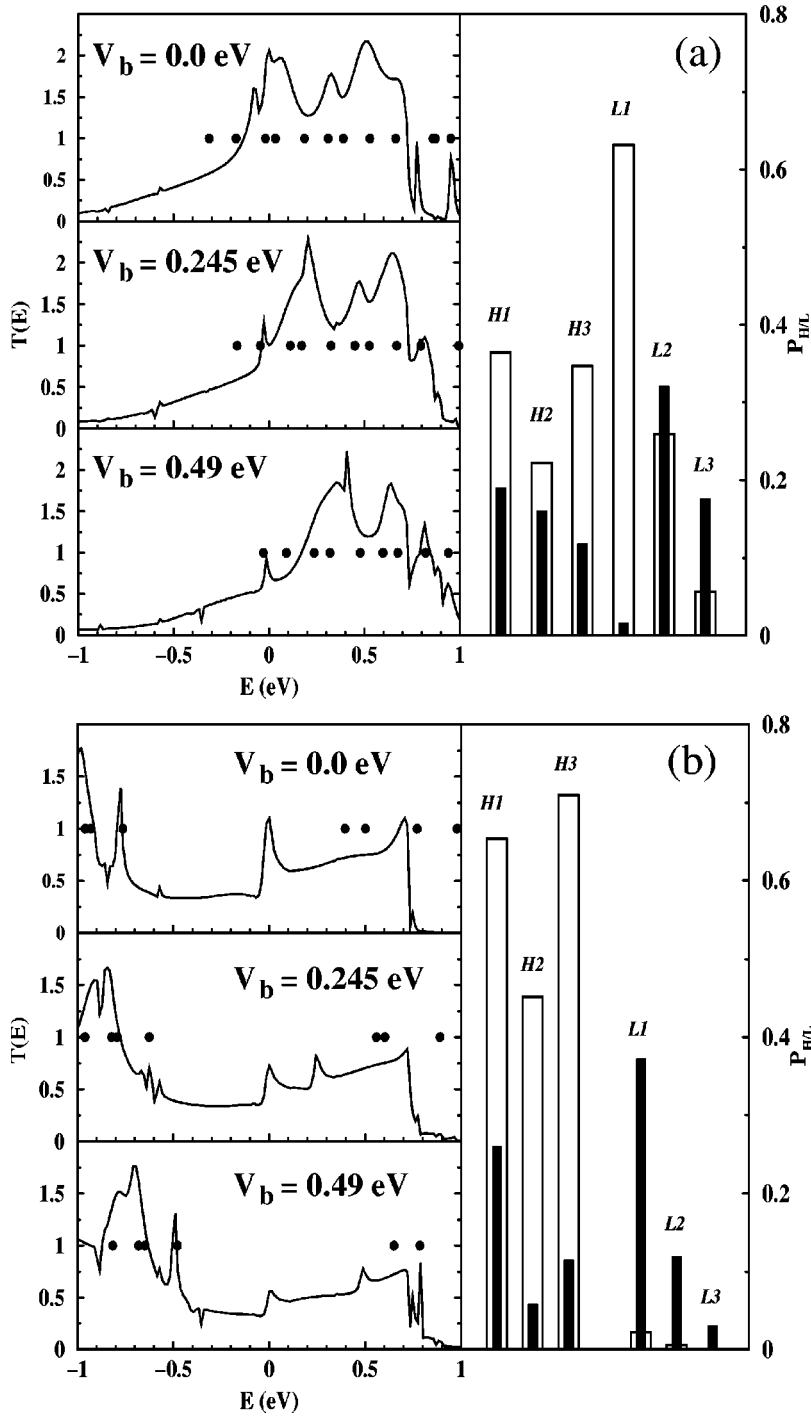 (a)
V_b = 0.0 eV
2
1.5
1
0.5
0
V_b = 0.245 eV
2
1.5
1
0.5
0
V_b = 0.49 eV
2
1.5
1
0.5
0
T(E)
−1
−0.5
0
0.5
1
E (eV)
H1
H2
H3
L1
L2
L3
0.8
0.6
0.4
0.2
0
P_H/L
(b)
V_b = 0.0 eV
1.5
1
0.5
0
V_b = 0.245 eV
1.5
1
0.5
0
V_b = 0.49 eV
1.5
1
0.5
0
T(E)
−1
−0.5
0
0.5
1
E (eV)
H1
H2
H3
L1
L2
L3
0.8
0.6
0.4
0.2
0
P_H/L